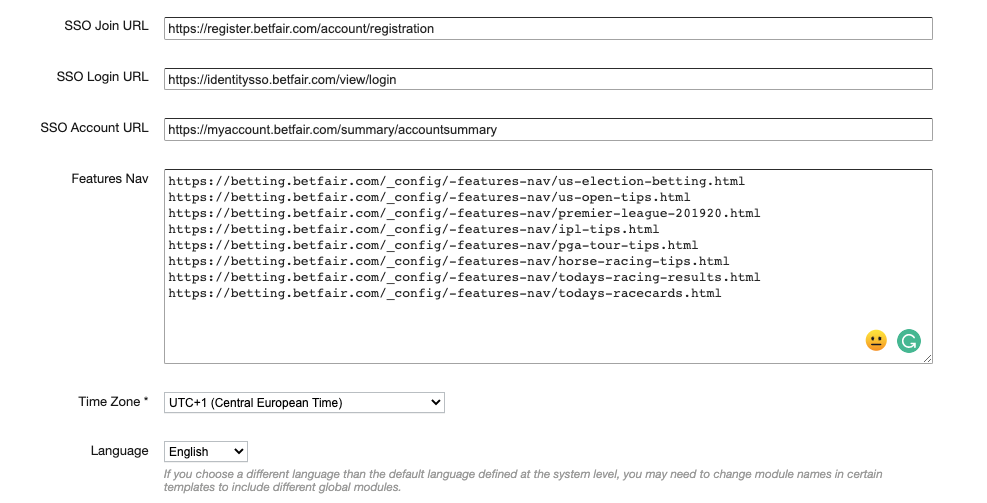 SSO Join URL
https://register.betfair.com/account/registration
SSO Login URL
https://identitysso.betfair.com/view/login
SSO Account URL
https://myaccount.betfair.com/summary/accountsummary
Features Nav
https://betting.betfair.com/_config/-features-nav/us-election-betting.html
https://betting.betfair.com/_config/-features-nav/us-open-tips.html
https://betting.betfair.com/_config/-features-nav/premier-league-201920.html
https://betting.betfair.com/_config/-features-nav/ipl-tips.html
https://betting.betfair.com/_config/-features-nav/pga-tour-tips.html
https://betting.betfair.com/_config/-features-nav/horse-racing-tips.html
https://betting.betfair.com/_config/-features-nav/todays-racing-results.html
https://betting.betfair.com/_config/-features-nav/todays-racecards.html
Time Zone *
UTC+1 (Central European Time)
Language
English
If you choose a different language than the default language defined at the system level, you may need to change module names in certain
templates to include different global modules.